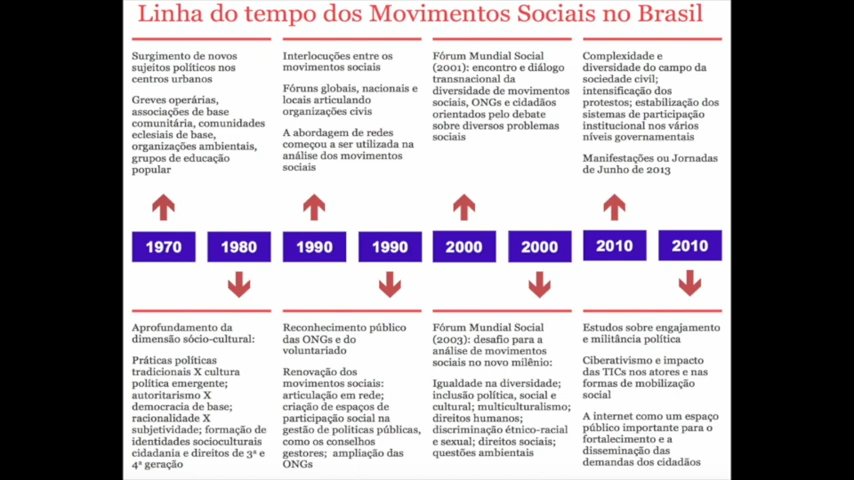 Linha do tempo dos Movimentos Sociais no Brasil
Surgimento de novos
sujeitos políticos nos
centros urbanos
Greves operárias,
associações de base
comunitária, comunidades
eclesiais de base,
organizações ambientais,
grupos de educação
popular
Interlocuções entre os
movimentos sociais
Fóruns globais, nacionais e
locais articulando
organizações civis
A abordagem de redes
começou a ser utilizada na
análise dos movimentos
sociais
Fórum Mundial Social
(2001): encontro e diálogo
transnacional da
diversidade de movimentos
sociais, ONGs e cidadãos
orientados pelo debate
sobre diversos problemas
sociais
Complexidade e
diversidade do campo da
sociedade civil;
intensificação dos
protestos; estabilização dos
sistemas de participação
institucional nos vários
níveis governamentais
Manifestações ou Jornadas
de Junho de 2013
1970
1980
1990
1990
2000
2000
2010
2010
Aprofundamento da
dimensão sócio-cultural:
Práticas políticas
tradicionais X cultura
política emergente;
autoritarismo X
democracia de base;
racionalidade X
subjetividade; formação de
identidades socioculturais
cidadania e direitos de 3ª e
4ª geração
Reconhecimento público
das ONGs e do
voluntariado
Renovação dos
movimentos sociais:
articulação em rede;
criação de espaços de
participação social na
gestão de políticas públicas,
como os conselhos
gestores; ampliação das
ONGs
Fórum Mundial Social
(2003): desafio para a
análise de movimentos
sociais no novo milênio:
Igualdade na diversidade;
inclusão política, social e
cultural; multiculturalismo;
direitos humanos;
discriminação étnico-racial
e sexual; direitos sociais;
questões ambientais
Estudos sobre engajamento
e militância política
Ciberativismo e impacto
das TICs nos atores e nas
formas de mobilização
social
A internet como um espaço
público importante para o
fortalecimento e a
disseminação das
demandas dos cidadãos